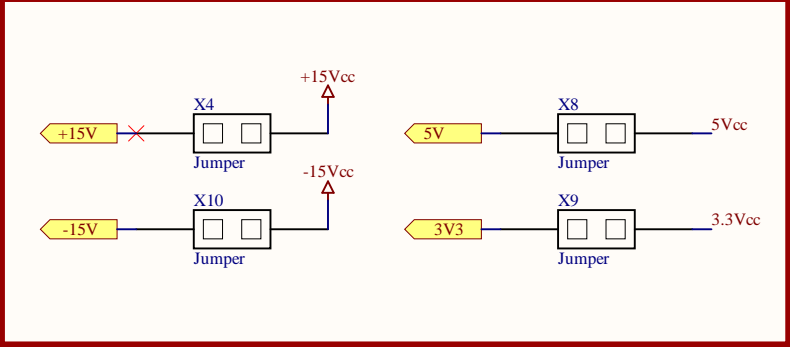 +15Vcc
X4
+15V
Jumper
X8
5V
5Vcc
Jumper
-15Vcc
X10
-15V
Jumper
X9
3V3
3.3Vcc
Jumper